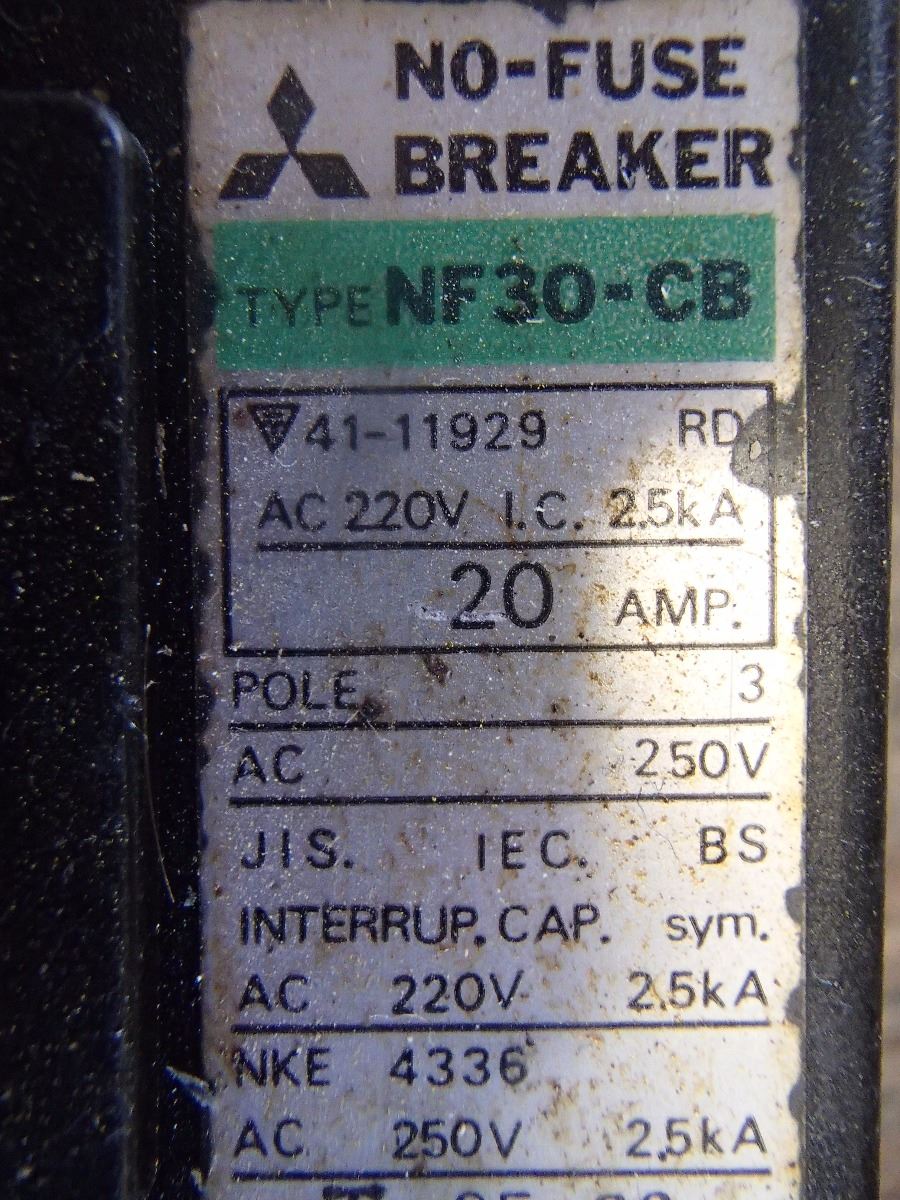 NO-FUSE
BREAKER
TYPE NF30-CB
41-11929 RD
AC 220V I.C. 2.5kA
20 AMP.
POLE 3
AC 250V
JIS. IEC. BS
INTERRUP. CAP. sym.
AC 220V 2.5kA
NKE 4336
AC 250V 2.5kA